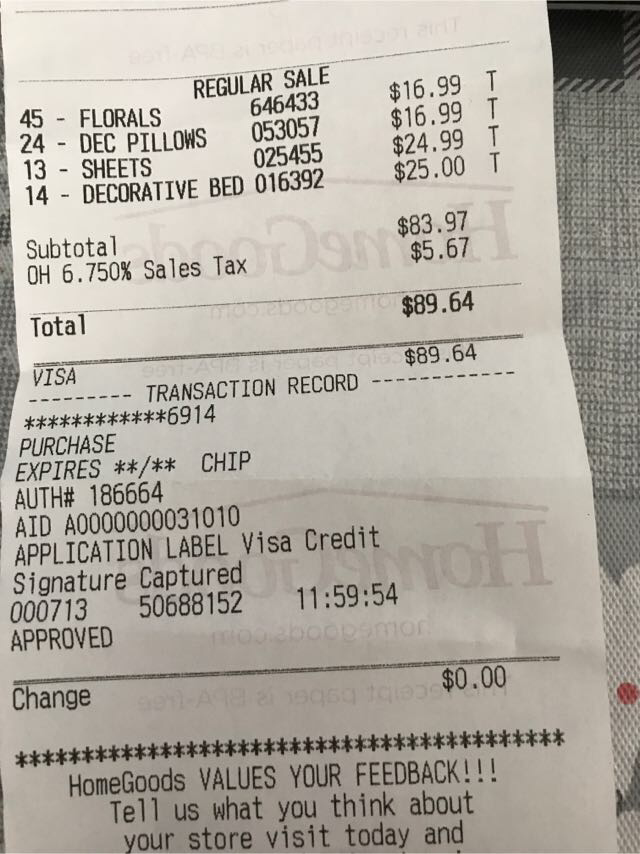 REGULAR SALE
45 - FLORALS 646433 $16.99 T
24 - DEC PILLOWS 053057 $16.99 T
13 - SHEETS 025455 $24.99 T
14 - DECORATIVE BED 016392 $25.00 T
Subtotal $83.97
OH 6.750% Sales Tax $5.67
Total $89.64
VISA $89.64
--------- TRANSACTION RECORD ------------
************6914
PURCHASE
EXPIRES **/** CHIP
AUTH# 186664
AID A0000000031010
APPLICATION LABEL Visa Credit
Signature Captured
000713 50688152 11:59:54
APPROVED
Change $0.00
******************************************
HomeGoods VALUES YOUR FEEDBACK!!!
Tell us what you think about
your store visit today and